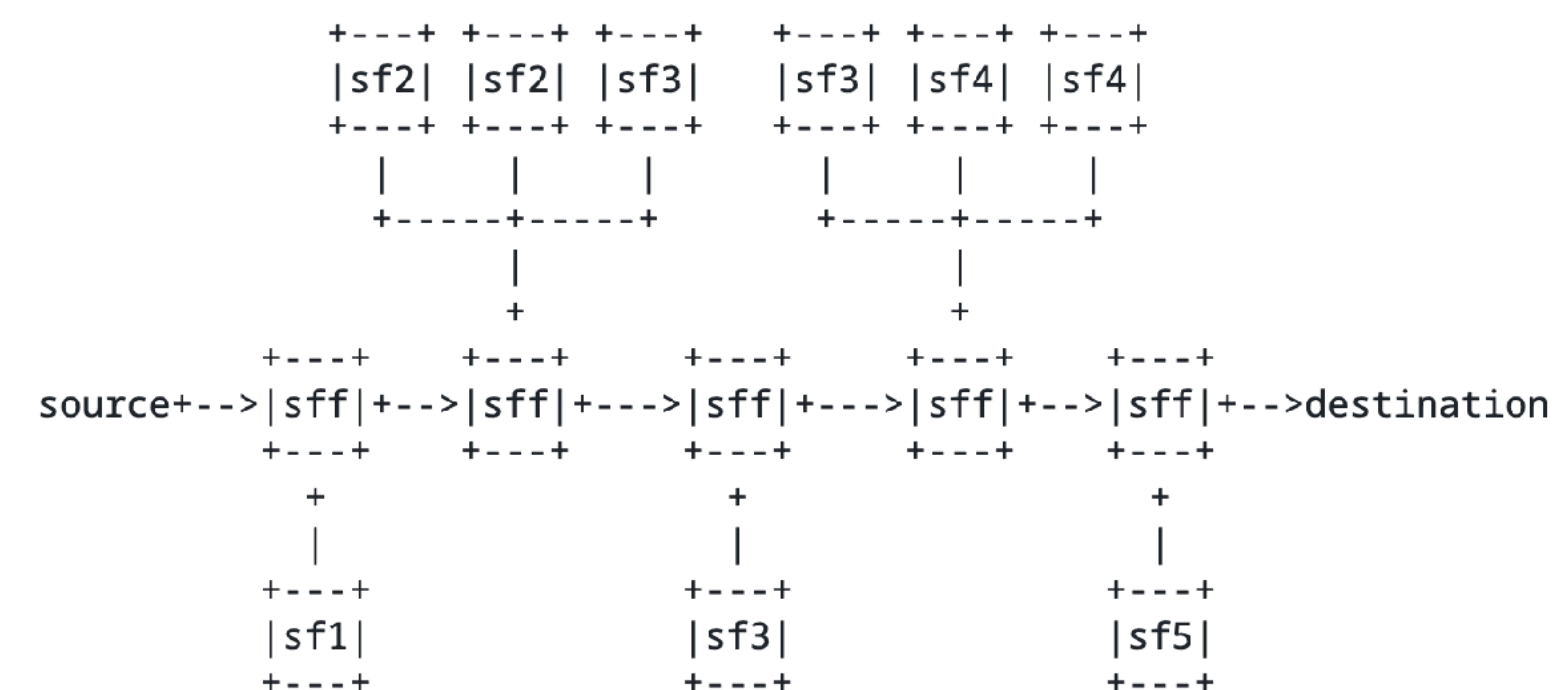 +---+ +---+ +---+   +---+ +---+ +---+
              |sf2| |sf2| |sf3|   |sf3| |sf4| |sf4|
              +---+ +---+ +---+   +---+ +---+ +---+
                |     |     |       |     |     |
                +-----+-----+       +-----+-----+
                      |                   |
                      +                   +
           +---+    +---+     +---+     +---+    +---+
source+-->|sff|+-->|sff|+--->|sff|+--->|sff|+-->|sff|+-->destination
           +---+    +---+     +---+     +---+    +---+
             +                  +                  +
             |                  |                  |
           +---+              +---+              +---+
           |sf1|              |sf3|              |sf5|
           +---+              +---+              +---+